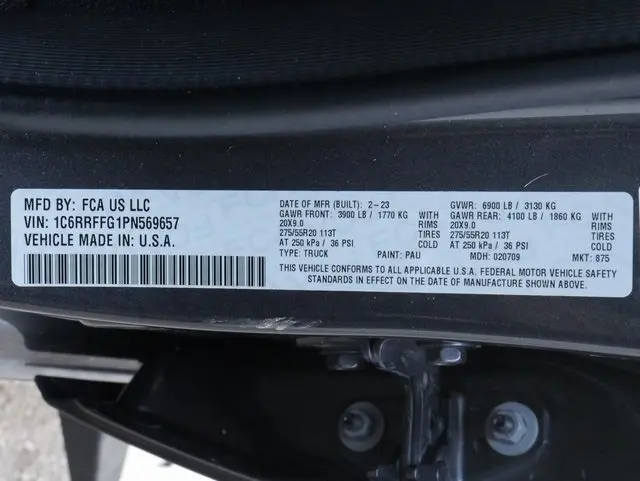 MFD BY: FCA US LLC
VIN: 1C6RRFFG1PN569657
VEHICLE MADE IN U.S.A.
DATE OF MFR (BUILT): 2-23
GVWR: 6900 LB / 3130 KG
GAWR FRONT: 3900 LB / 1770 KG
GAWR REAR: 4100 LB / 1860 KG
20X9.0 RIMS
20X9.0 RIMS
275/55R20 113T TIRES
275/55R20 113T TIRES
AT 250 kPa / 36 PSI COLD
AT 250 kPa / 36 PSI COLD
TYPE: TRUCK PAINT: PAU MDH: 020709 MKT: 875
THIS VEHICLE CONFORMS TO ALL APPLICABLE U.S.A. FEDERAL MOTOR VEHICLE SAFETY
STANDARDS IN EFFECT ON THE DATE OF MANUFACTURE SHOWN ABOVE.